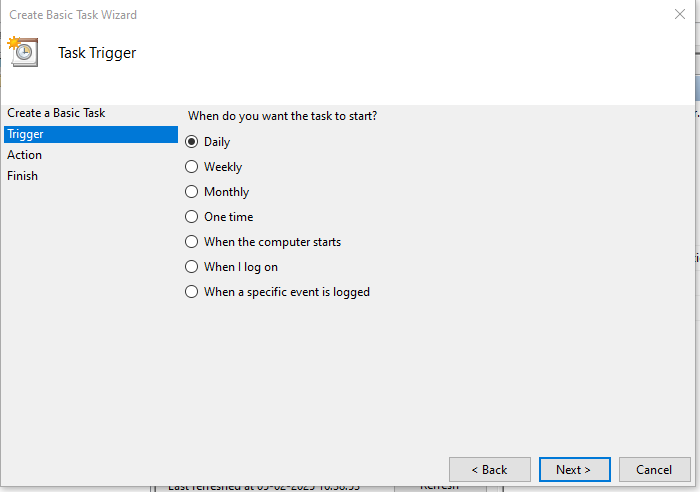 Create Basic Task Wizard
Task Trigger
Create a Basic Task
Trigger
Action
Finish
When do you want the task to start?
Daily
Weekly
Monthly
One time
When the computer starts
When I log on
When a specific event is logged
< Back
Next >
Cancel
Last refreshed at
Refresh